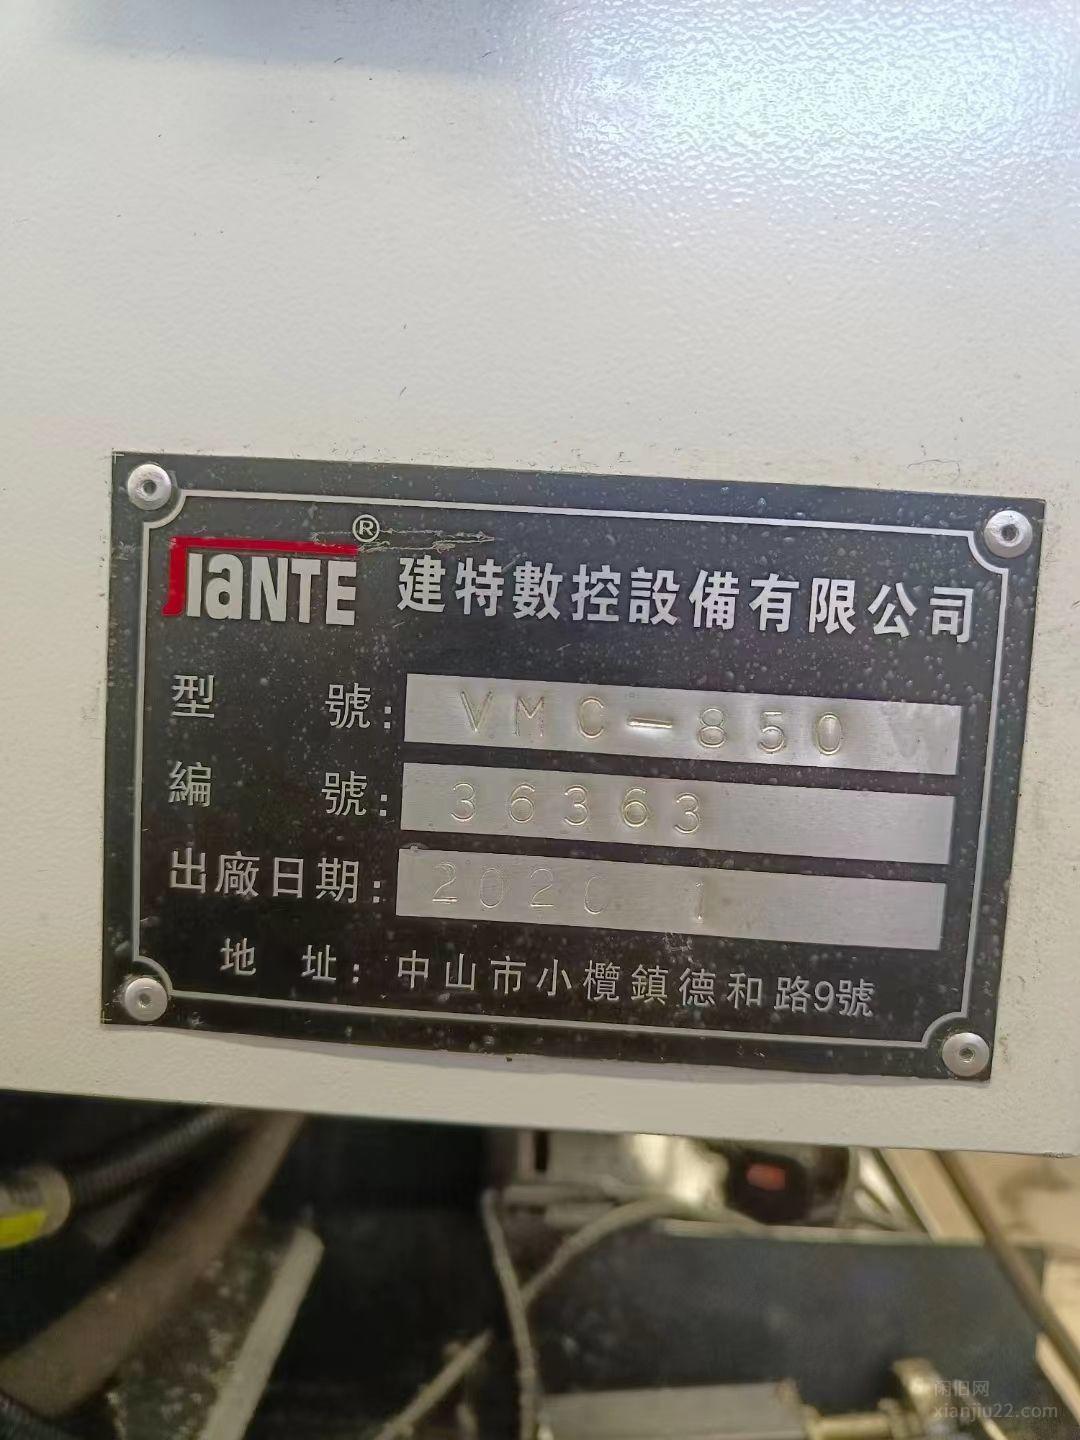 JIANTE® 建特數控設備有限公司
型 號: VMC-850
編 號: 36363
出廠日期: 2020 1
地 址: 中山市小欖鎮德和路9號
闲旧网
xianjiu22.com